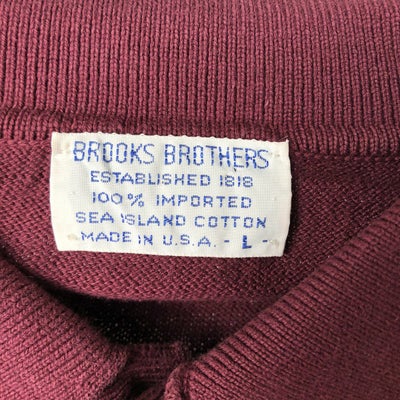 BROOKS BROTHERS
ESTABLISHED 1818
100% IMPORTED
SEA ISLAND COTTON
MADE IN U.S.A. - L -